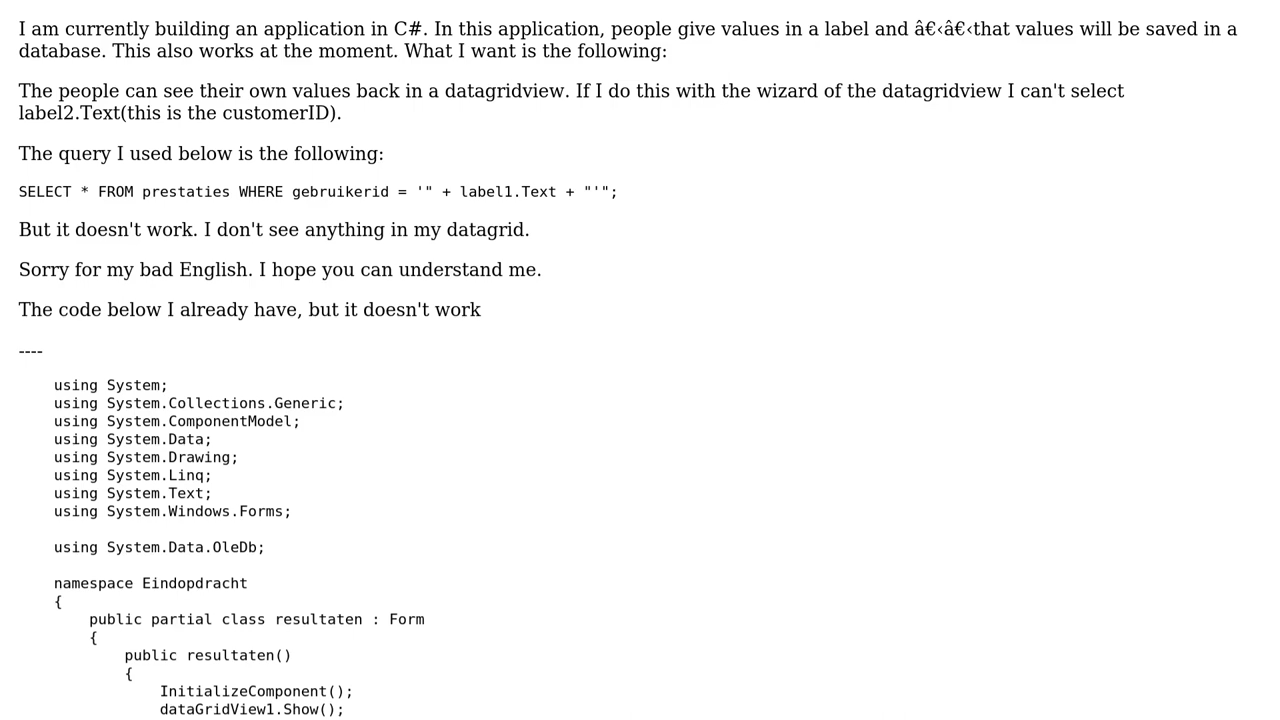 I am currently building an application in C#. In this application, people give values in a label and â€‹â€‹that values will be saved in a
database. This also works at the moment. What I want is the following:
The people can see their own values back in a datagridview. If I do this with the wizard of the datagridview I can't select
label2.Text(this is the customerID).
The query I used below is the following:
SELECT * FROM prestaties WHERE gebruikerid = '" + label1.Text + "'";
But it doesn't work. I don't see anything in my datagrid.
Sorry for my bad English. I hope you can understand me.
The code below I already have, but it doesn't work
----
using System;
using System.Collections.Generic;
using System.ComponentModel;
using System.Data;
using System.Drawing;
using System.Linq;
using System.Text;
using System.Windows.Forms;
using System.Data.OleDb;
namespace Eindopdracht
{
public partial class resultaten : Form
{
public resultaten()
{
InitializeComponent();
dataGridView1.Show();